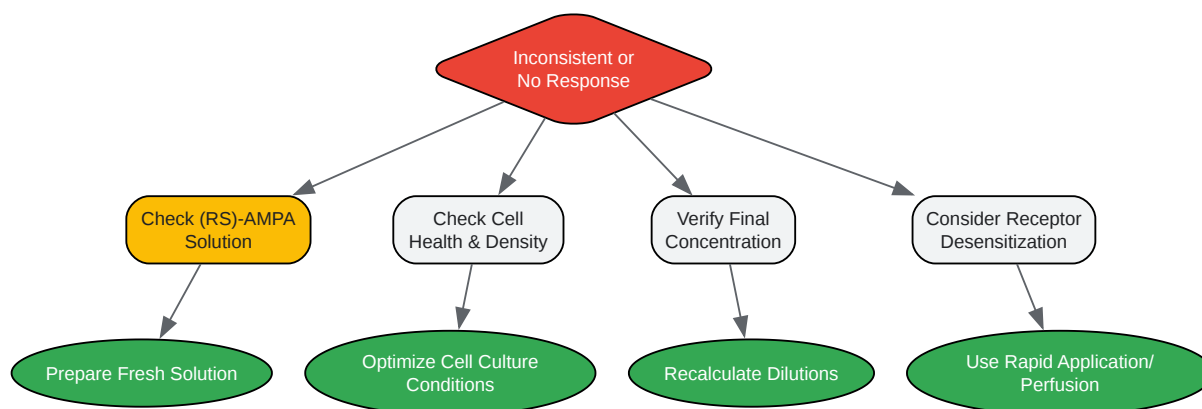 Inconsistent or
No Response
Check (RS)-AMPA
Solution
Check Cell
Health & Density
Verify Final
Concentration
Consider Receptor
Desensitization
Prepare Fresh Solution
Optimize Cell Culture
Conditions
Recalculate Dilutions
Use Rapid Application/
Perfusion